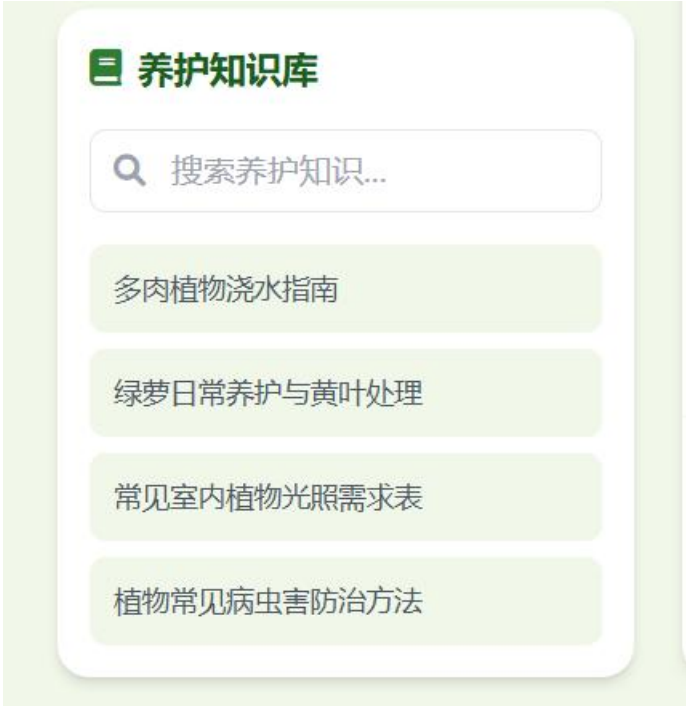 养护知识库
搜索养护知识...
多肉植物浇水指南
绿萝日常养护与黄叶处理
常见室内植物光照需求表
植物常见病虫害防治方法